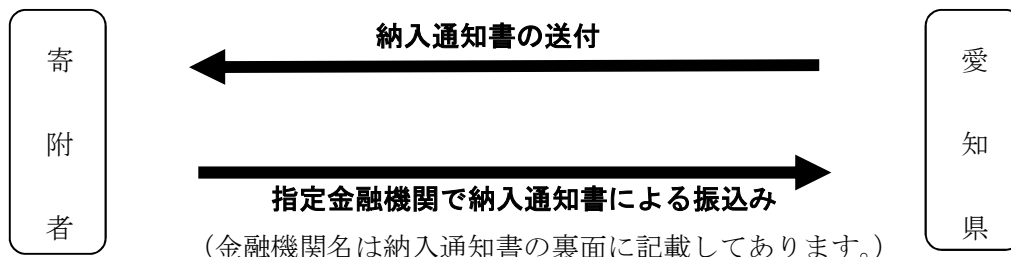 寄附者
納入通知書の送付
愛知県
指定金融機関で納入通知書による振込み
（金融機関名は納入通知書の裏面に記載してあります。）